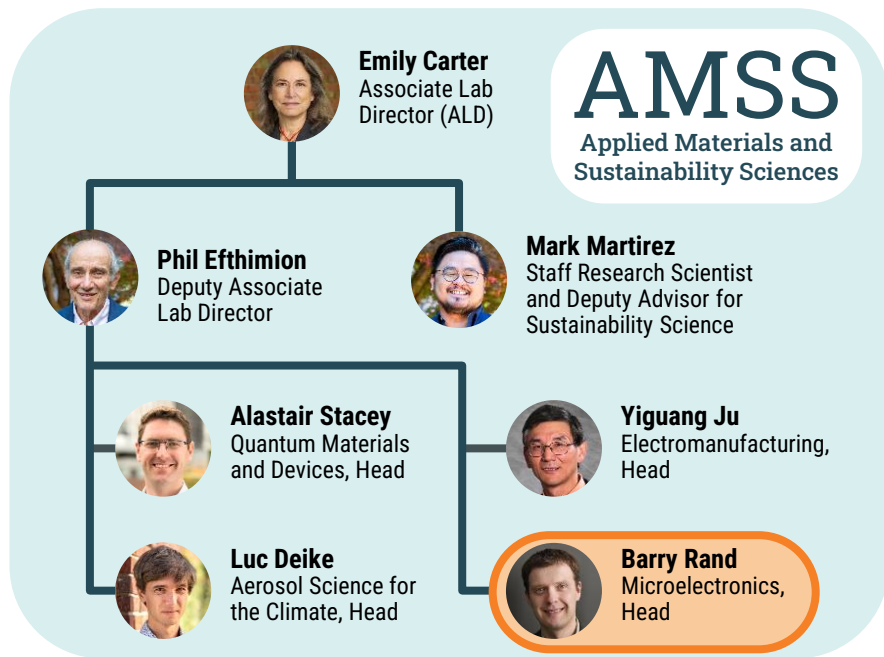 Emily Carter
Associate Lab
Director (ALD)
AMSS
Applied Materials and
Sustainability Sciences
Phil Efthimion
Deputy Associate
Lab Director
Mark Martirez
Staff Research Scientist
and Deputy Advisor for
Sustainability Science
Alastair Stacey
Quantum Materials
and Devices, Head
Yiguang Ju
Electromanufacturing,
Head
Luc Deike
Aerosol Science for
the Climate, Head
Barry Rand
Microelectronics,
Head